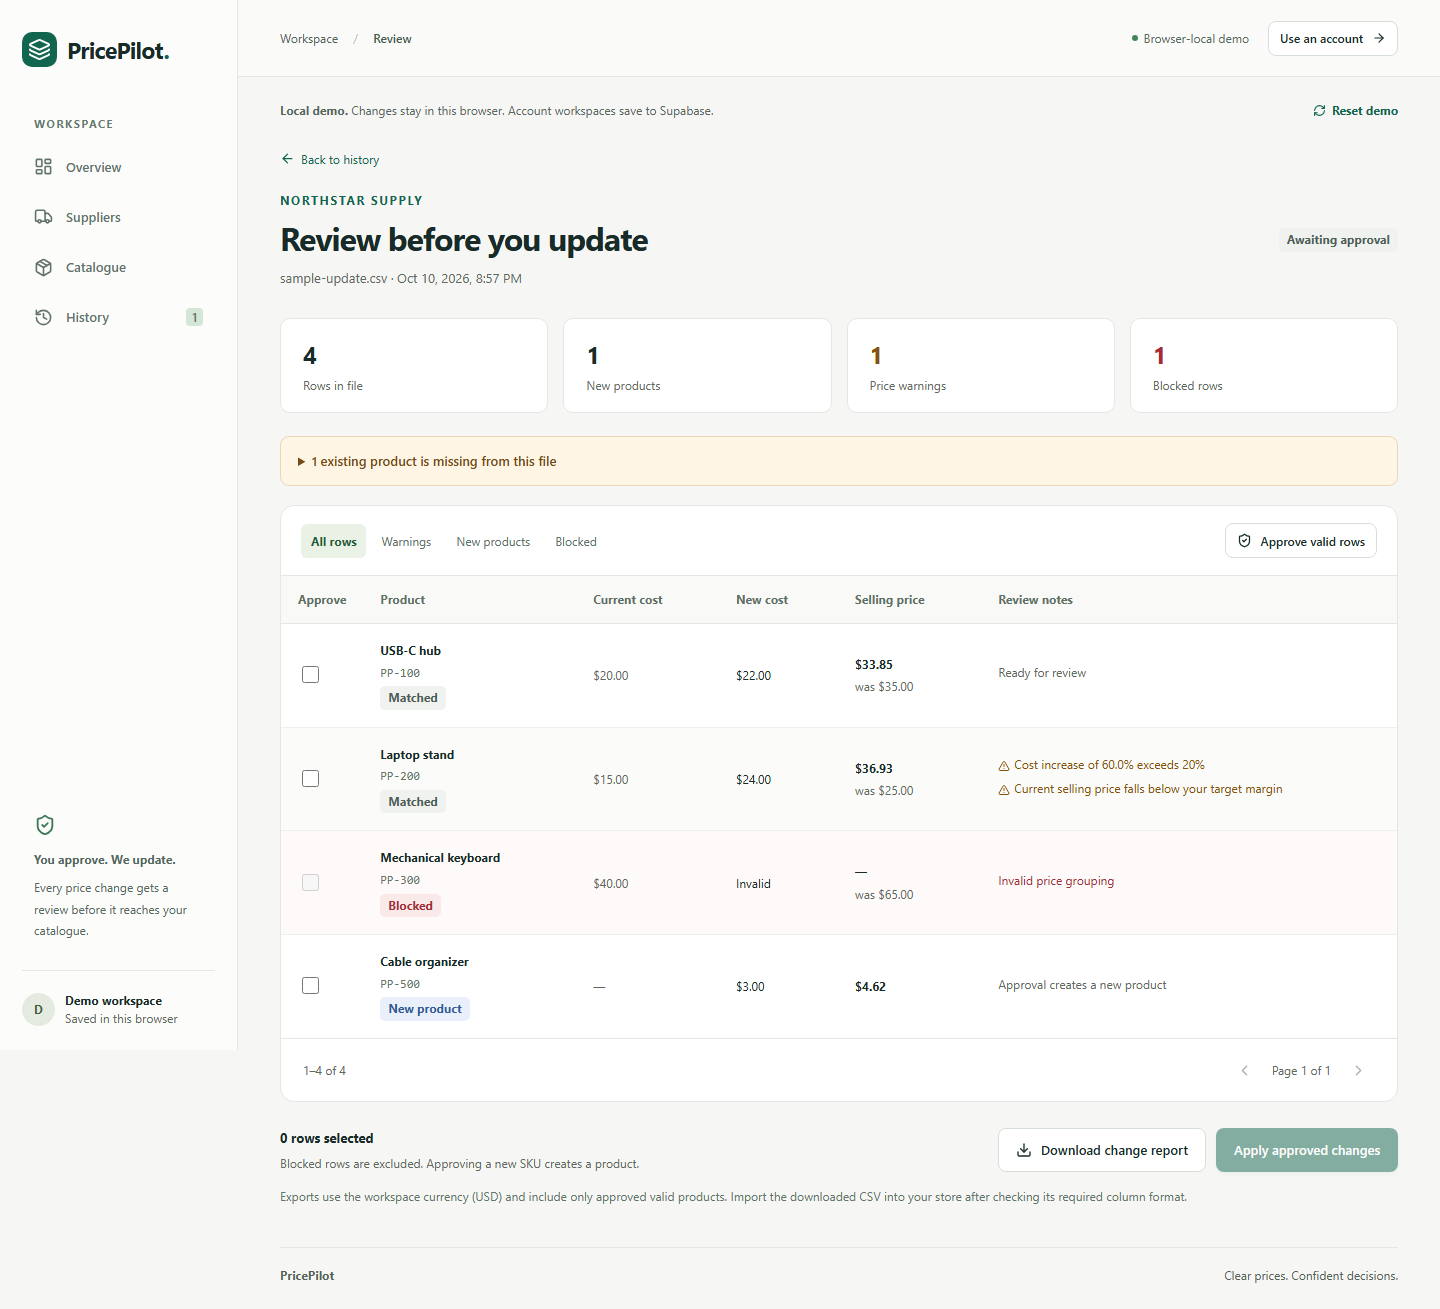 PricePilot.
WORKSPACE
Overview
Suppliers
Catalogue
History 1
You approve. We update.
Every price change gets a
review before it reaches your
catalogue.
D
Demo workspace
Saved in this browser
Workspace / Review
Browser-local demo
Use an account
Local demo. Changes stay in this browser. Account workspaces save to Supabase.
Reset demo
Back to history
NORTHSTAR SUPPLY
Review before you update
Awaiting approval
sample-update.csv · Oct 10, 2026, 8:57 PM
4
Rows in file
1
New products
1
Price warnings
1
Blocked rows
1 existing product is missing from this file
All rows Warnings New products Blocked
Approve valid rows
Approve Product Current cost New cost Selling price Review notes
USB-C hub
PP-100
Matched
$20.00
$22.00
$33.85
was $35.00
Ready for review
Laptop stand
PP-200
Matched
$15.00
$24.00
$36.93
was $25.00
Cost increase of 60.0% exceeds 20%
Current selling price falls below your target margin
Mechanical keyboard
PP-300
Blocked
$40.00
Invalid
—
was $65.00
Invalid price grouping
Cable organizer
PP-500
New product
—
$3.00
$4.62
Approval creates a new product
1–4 of 4
Page 1 of 1
0 rows selected
Blocked rows are excluded. Approving a new SKU creates a product.
Download change report
Apply approved changes
Exports use the workspace currency (USD) and include only approved valid products. Import the downloaded CSV into your store after checking its required column format.
PricePilot
Clear prices. Confident decisions.